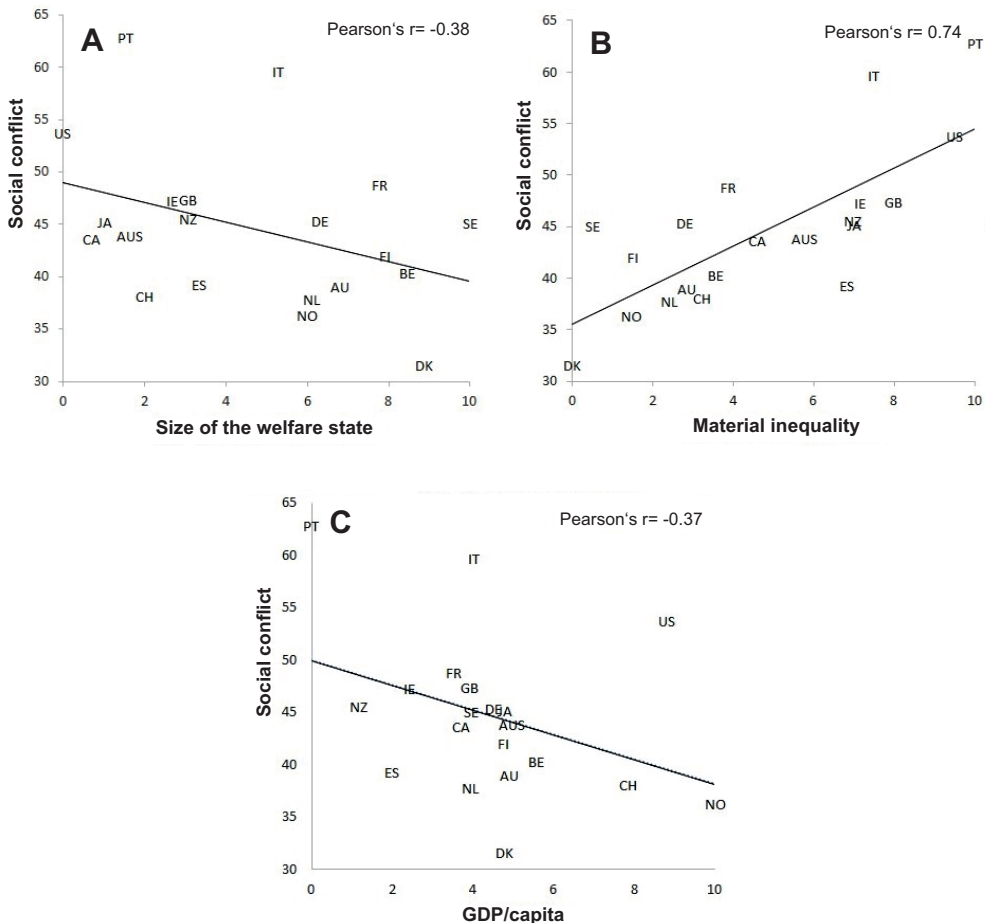 A
Pearson‘s r= -0.38
Social conflict
65
60
55
50
45
40
35
30
PT
IT
US
FR
IE GB
NZ
JA
DE
SE
CA
AUS
FI
BE
ES
AU
CH
NL
NO
DK
0 2 4 6 8 10
Size of the welfare state
B
Pearson‘s r= 0.74
Social conflict
65
60
55
50
45
40
35
30
PT
IT
US
FR
IE
GB
NZ
JA
SE
DE
CA
AUS
FI
BE
ES
AU
CH
NL
NO
DK
0 2 4 6 8 10
Material inequality
C
Pearson‘s r= -0.37
Social conflict
65
60
55
50
45
40
35
30
PT
IT
US
FR
IE
GB
NZ
SE
DE
JA
CA
AUS
FI
BE
ES
AU
NL
CH
NO
DK
0 2 4 6 8 10
GDP/capita